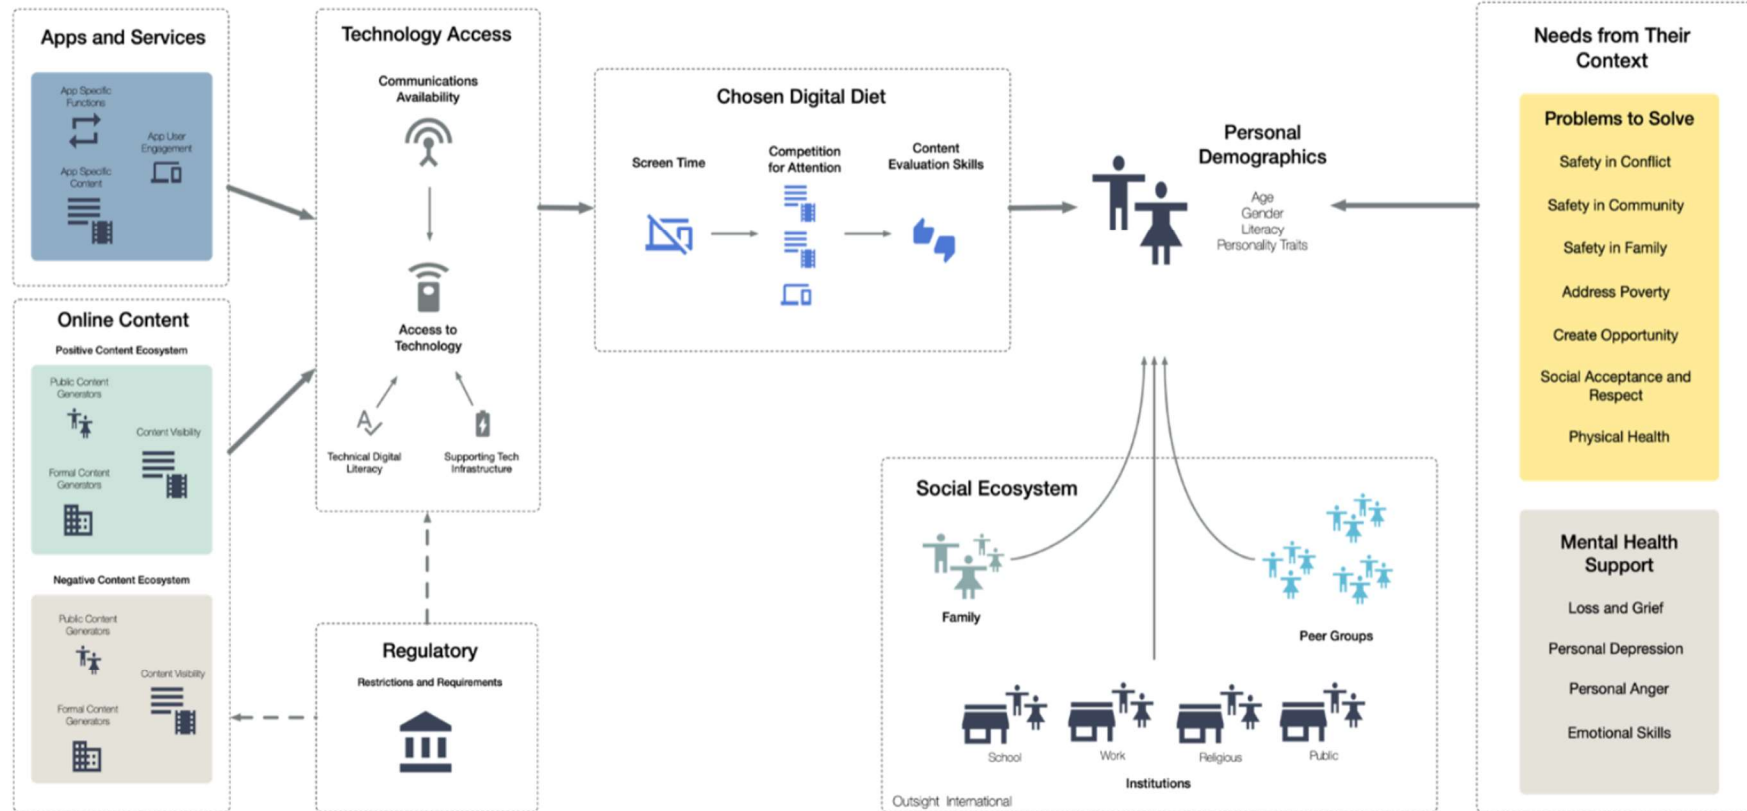 Apps and Services
App Specific
Functions
App User
Engagement
App Specific
Content
Online Content
Positive Content Ecosystem
Public Content
Generators
Content Visibility
Formal Content
Generators
Negative Content Ecosystem
Public Content
Generators
Content Visibility
Formal Content
Generators
Technology Access
Communications
Availability
Access to
Technology
Technical Digital
Literacy
Supporting Tech
Infrastructure
Regulatory
Restrictions and Requirements
Chosen Digital Diet
Screen Time
Competition
for Attention
Content
Evaluation Skills
Personal
Demographics
Age
Gender
Literacy
Personality Traits
Social Ecosystem
Family
Peer Groups
School
Work
Religious
Public
Institutions
Outsight International
Needs from Their
Context
Problems to Solve
Safety in Conflict
Safety in Community
Safety in Family
Address Poverty
Create Opportunity
Social Acceptance and
Respect
Physical Health
Mental Health
Support
Loss and Grief
Personal Depression
Personal Anger
Emotional Skills